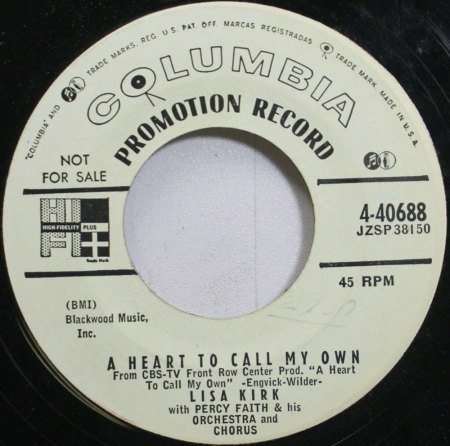 "COLUMBIA" AND TRADE MARKS, REG. U.S. PAT. OFF. MARCAS REGISTRADAS TRADE MARK. MADE IN U.S.A.
COLUMBIA
PROMOTION RECORD
NOT
FOR SALE
HI
HIGH-FIDELITY PLUS
FI
Trade Mark
4-40688
JZSP 38150
45 RPM
(BMI)
Blackwood Music,
Inc.
A HEART TO CALL MY OWN
From CBS-TV Front Row Center Prod. "A Heart
To Call My Own" -Engvick-Wilder-
LISA KIRK
with PERCY FAITH & his
ORCHESTRA and
CHORUS